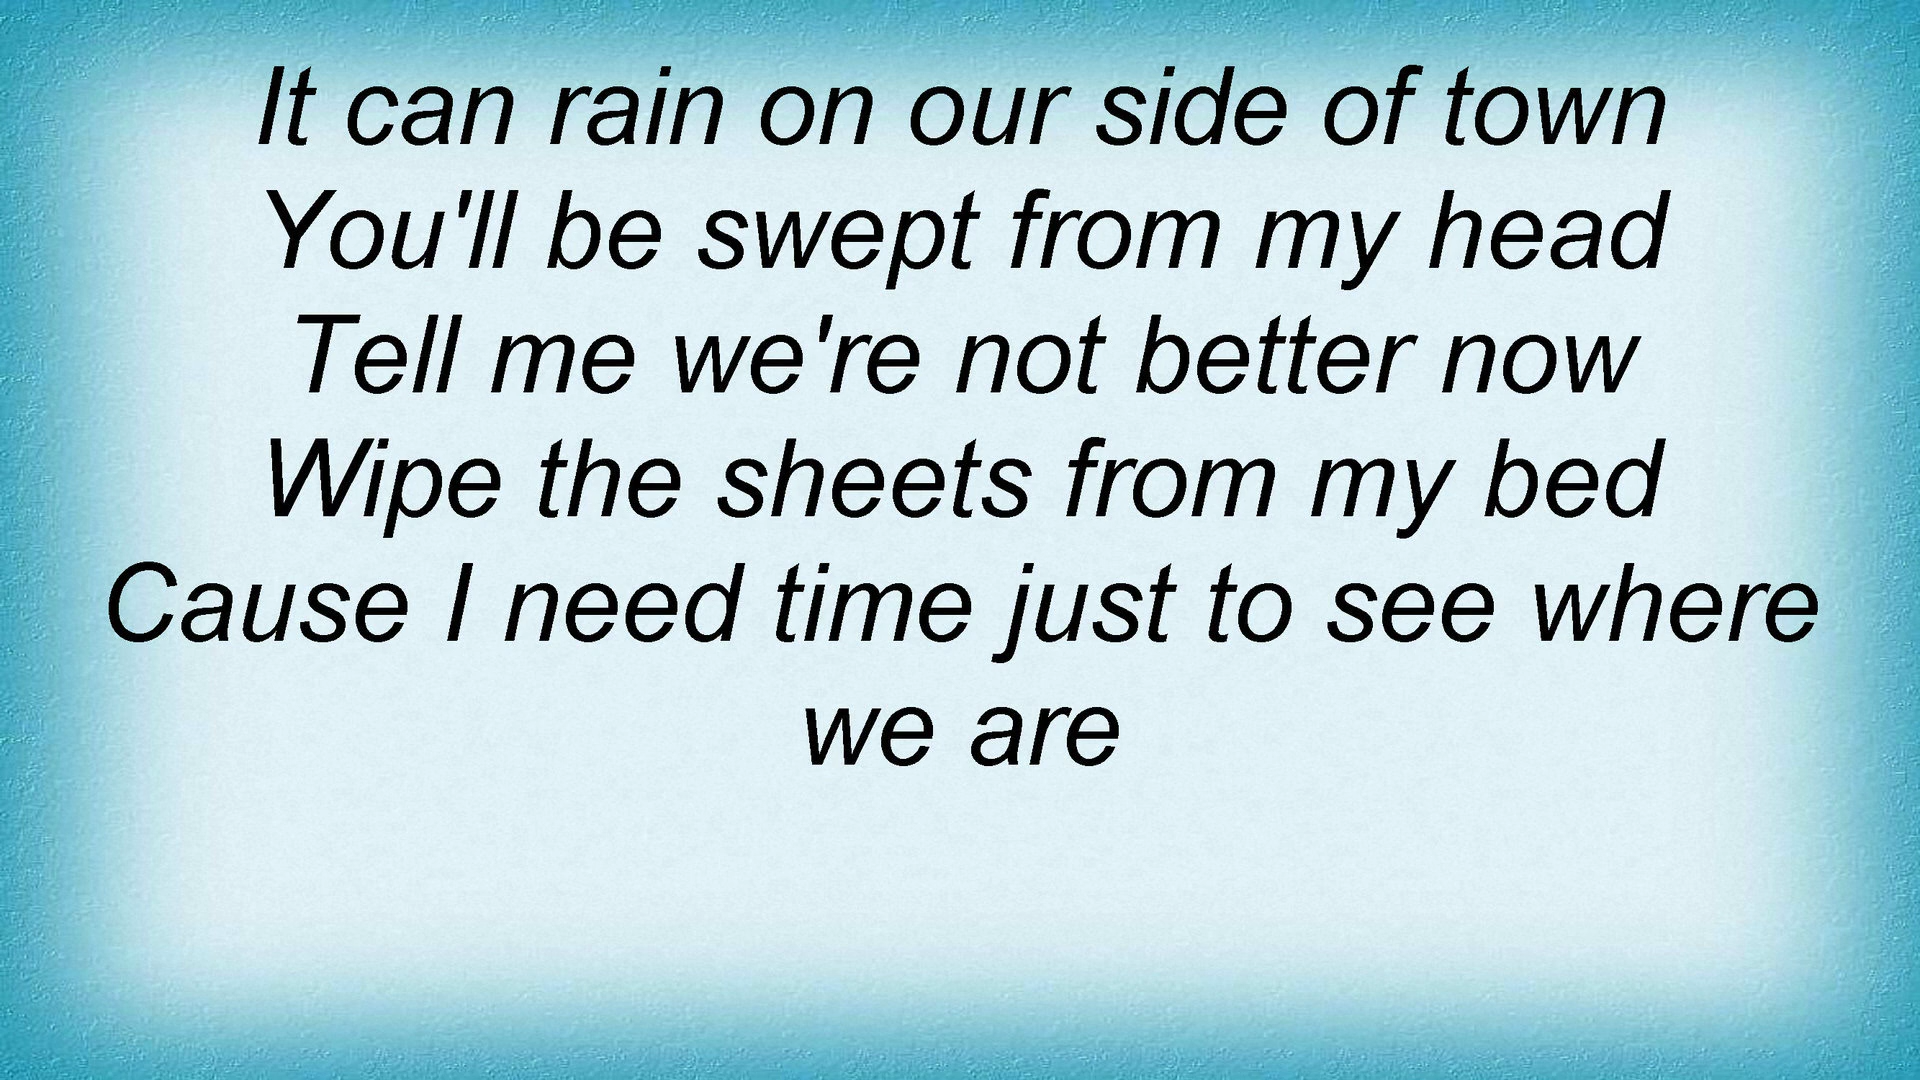 It can rain on our side of town
You'll be swept from my head
Tell me we're not better now
Wipe the sheets from my bed
Cause I need time just to see where
we are